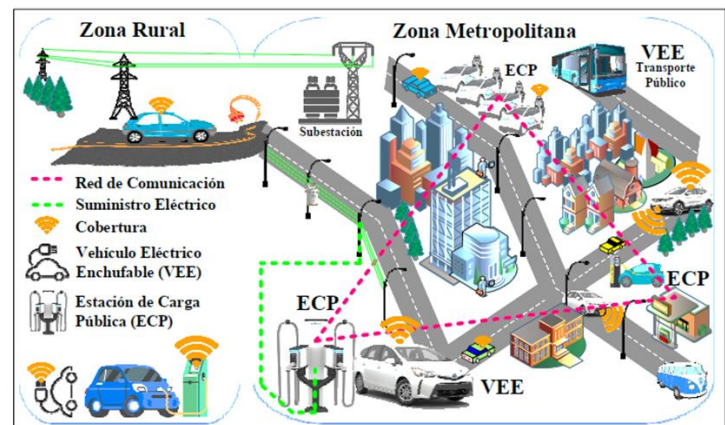 Zona Rural
Zona Metropolitana
ECP
VEE
Transporte
Público
Subestación
Red de Comunicación
Suministro Eléctrico
Cobertura
Vehículo Eléctrico
Enchufable (VEE)
Estación de Carga
Pública (ECP)
ECP
ECP
VEE